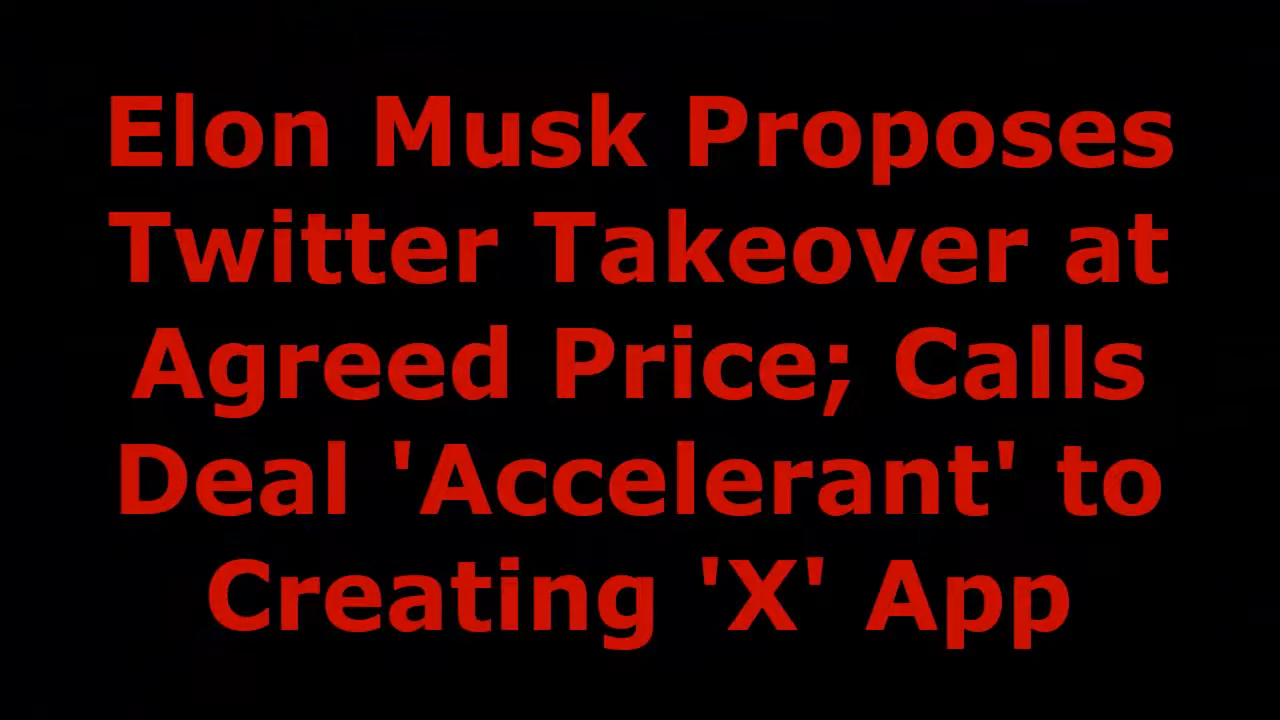 Elon Musk Proposes
Twitter Takeover at
Agreed Price; Calls
Deal 'Accelerant' to
Creating 'X' App